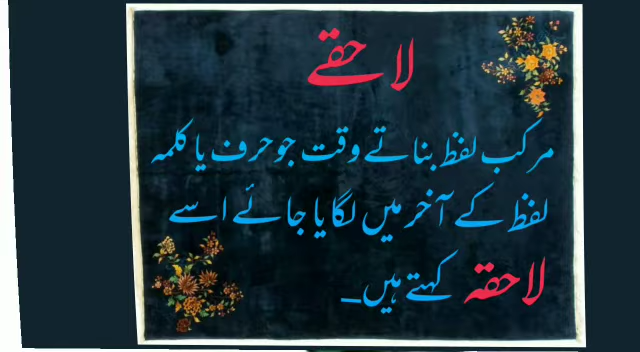 لاحقے
مرکب لفظ بناتے وقت جو حرف یا کلمہ
لفظ کے آخر میں لگایا جائے اسے
لاحقہ کہتے ہیں۔